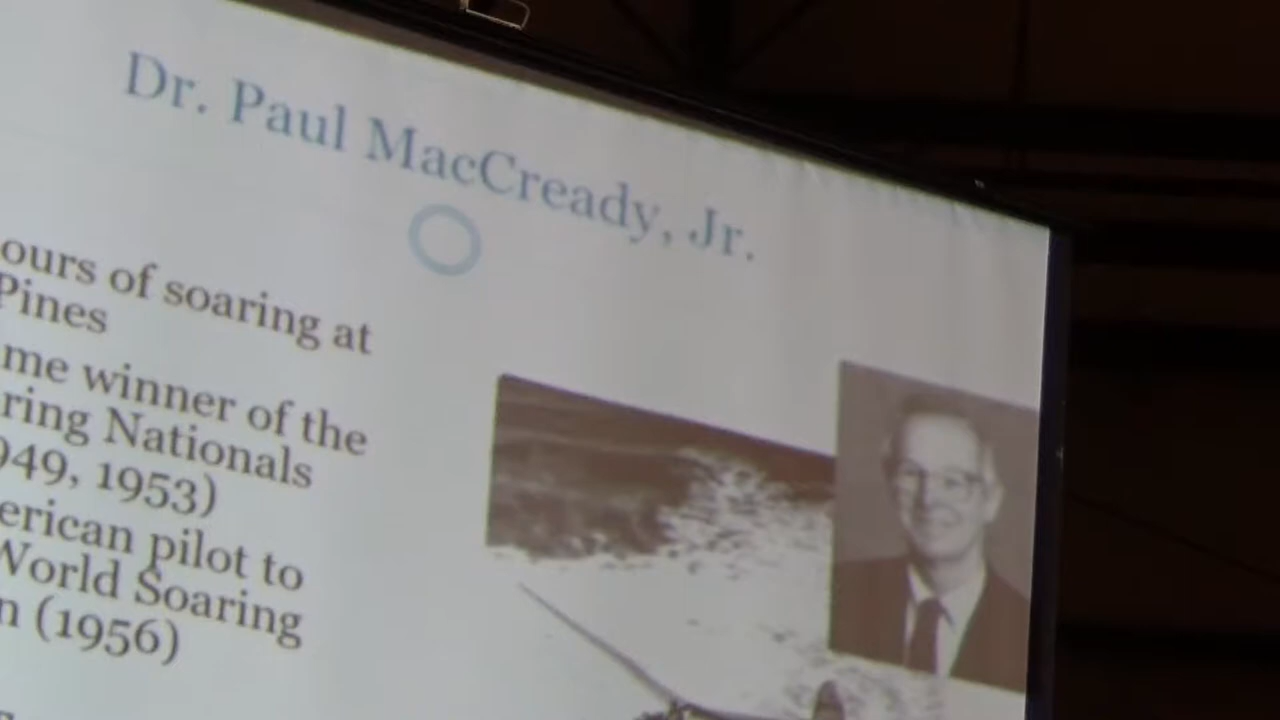 Dr. Paul MacCready, Jr.
ours of soaring at
Pines
me winner of the
ring Nationals
949, 1953)
erican pilot to
World Soaring
n (1956)